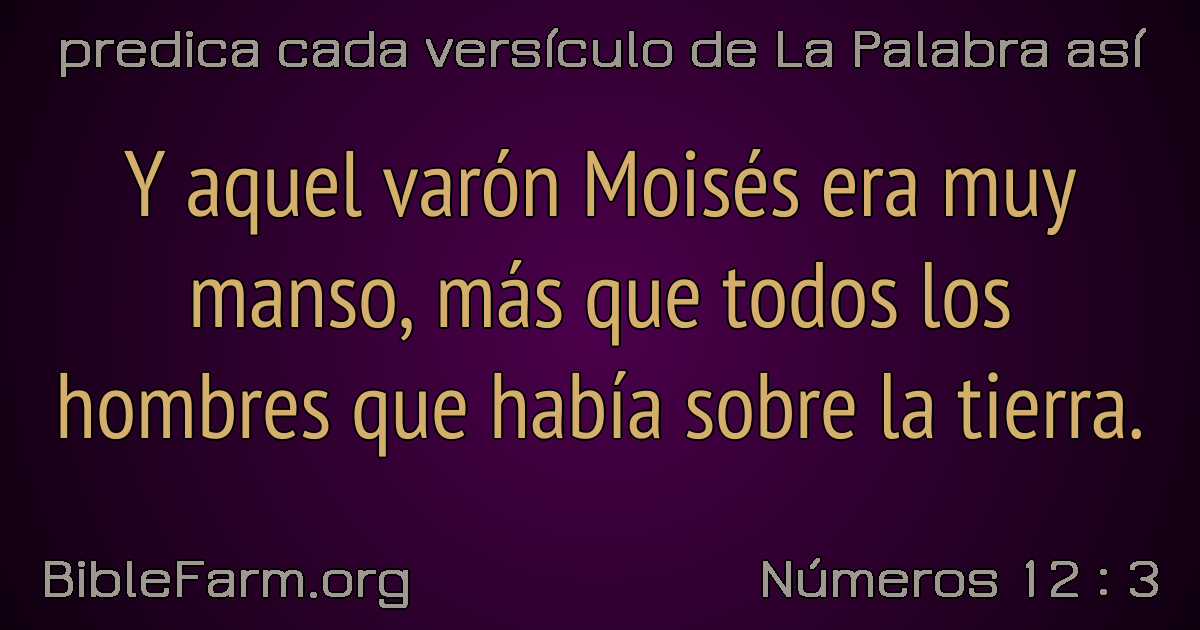 predica cada versículo de La Palabra así
Y aquel varón Moisés era muy
manso, más que todos los
hombres que había sobre la tierra.
BibleFarm.org
Números 12 : 3